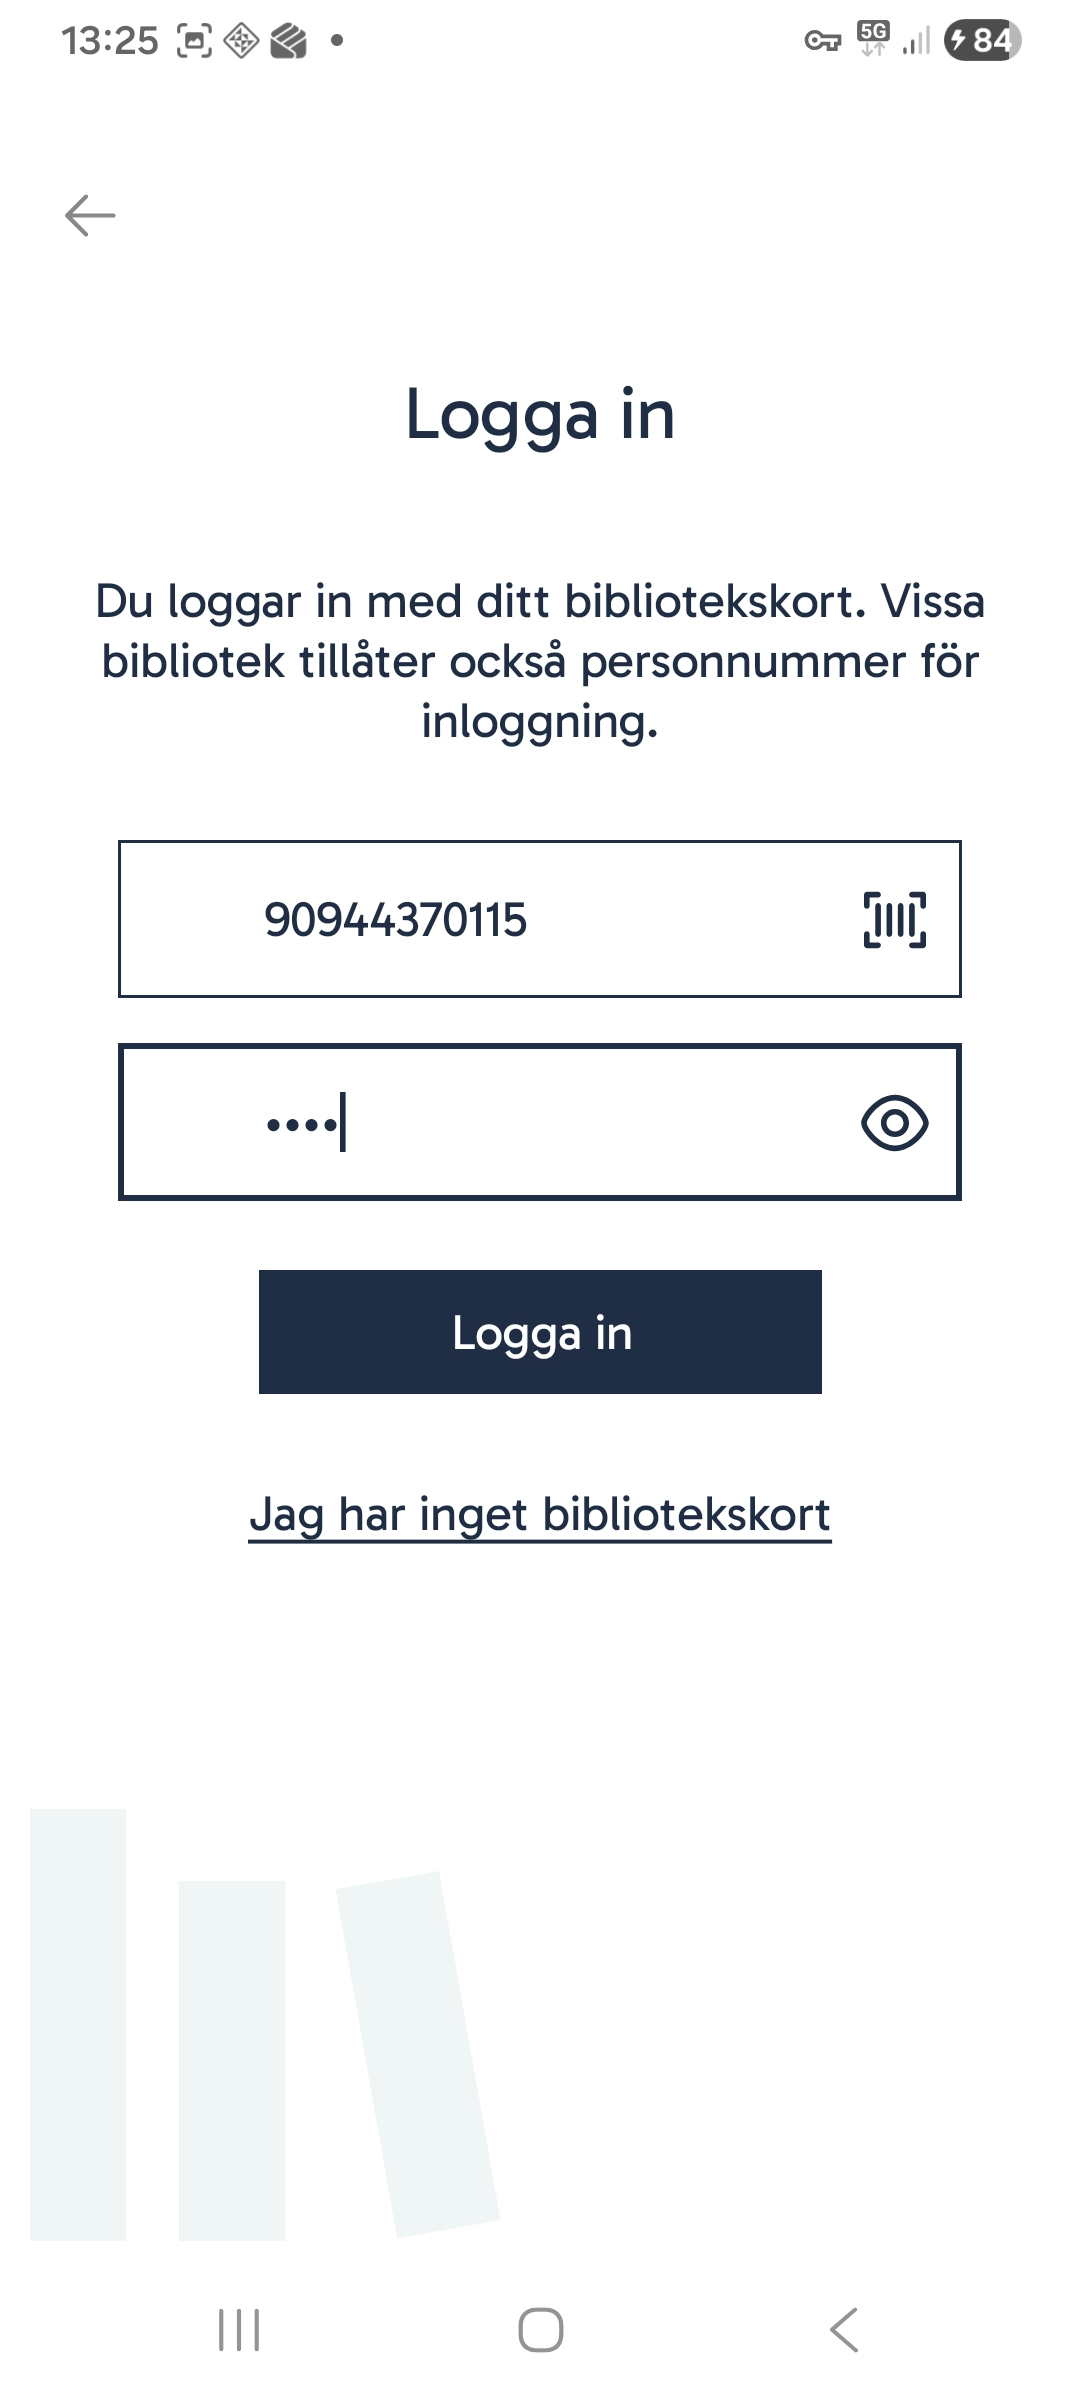 13:25
5G
84
Logga in
Du loggar in med ditt bibliotekskort. Vissa
bibliotek tillåter också personnummer för
inloggning.
90944370115
••••
Logga in
Jag har inget bibliotekskort